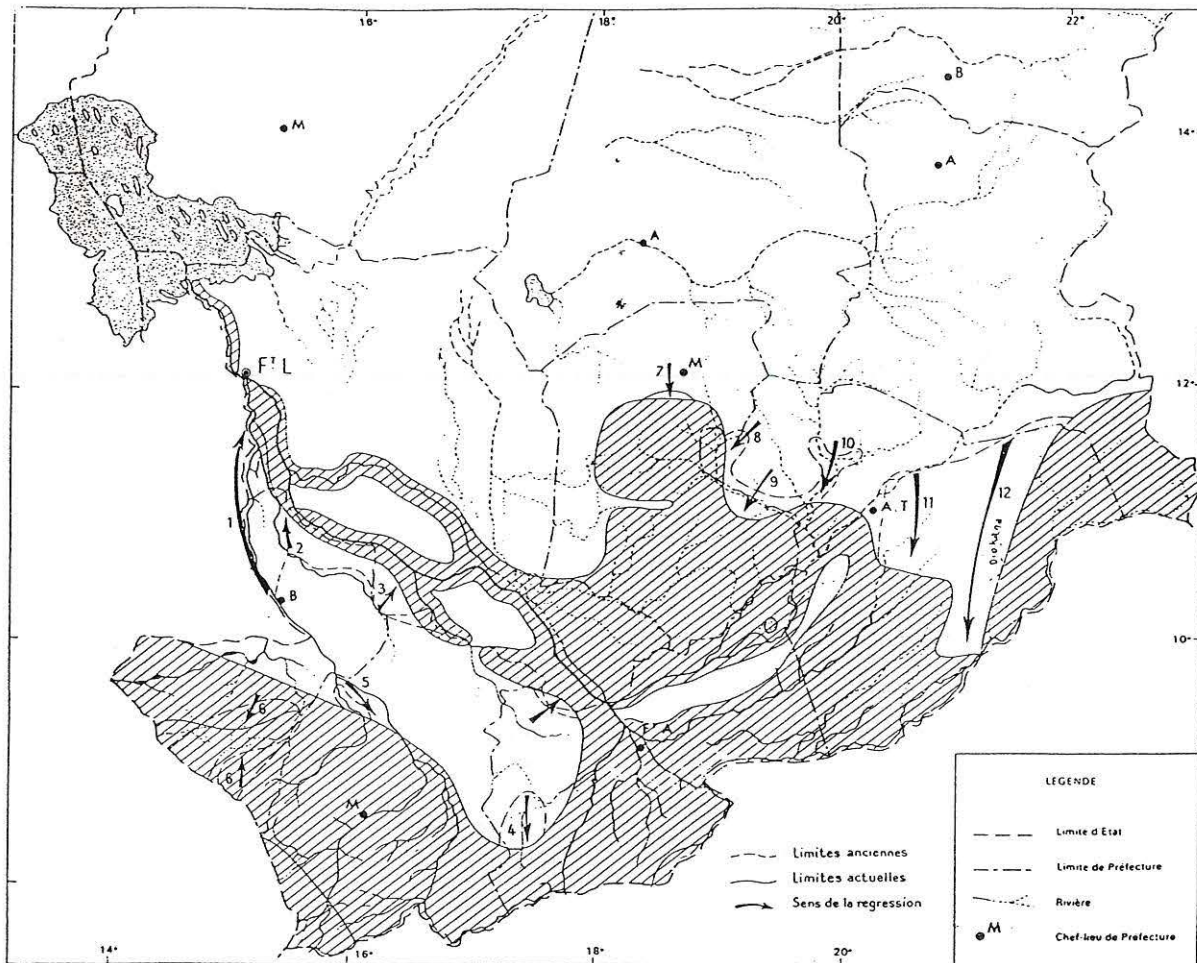 16° 18° 20° 22°
B
M
14°
A
A
Fᵀ L
7 M
12°
8
10
9
11
12
A.T
1
2
3
B
10°
5
6
6
Fᵀ A
M
4
LEGENDE
Limite d'Etat
Limite de Préfecture
Rivière
M Chef-lieu de Préfecture
Limites anciennes
Limites actuelles
Sens de la regression
14° 16° 18° 20°